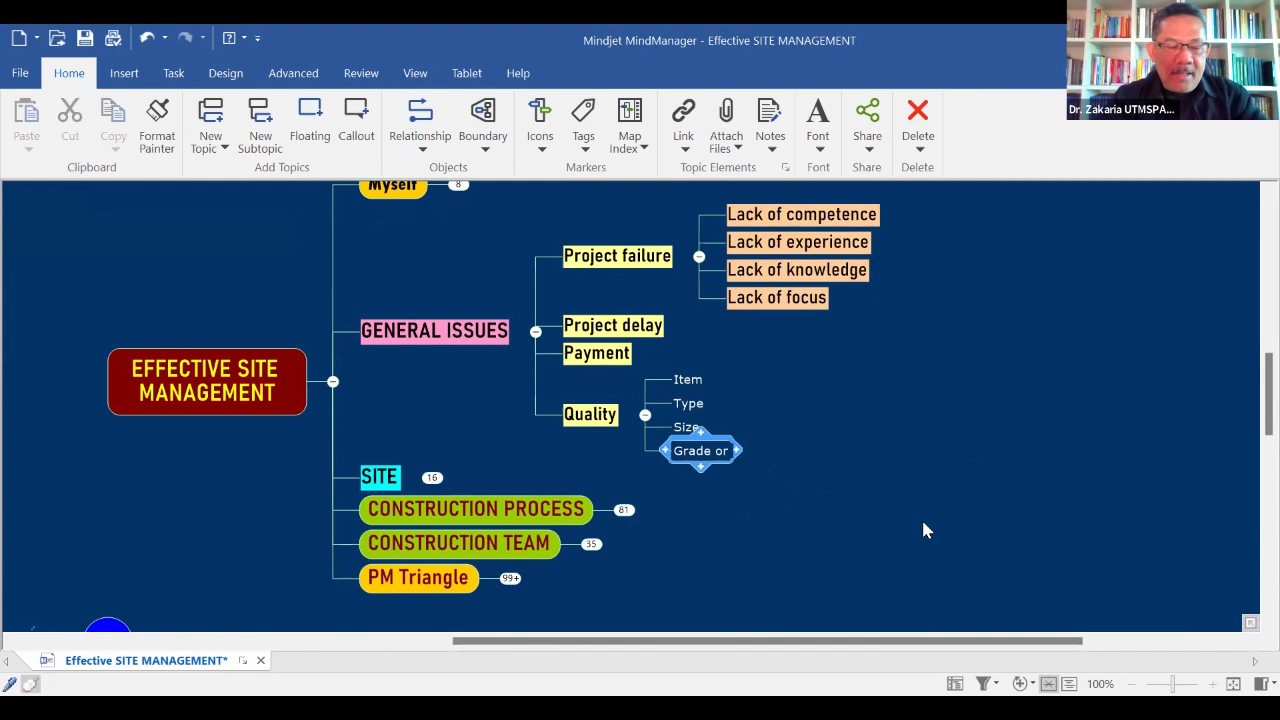 Mindjet MindManager - Effective SITE MANAGEMENT
Dr. Zakaria UTMSPA...
File Home Insert Task Design Advanced Review View Tablet Help
Paste
Cut
Copy
Format Painter
New Topic
New Subtopic
Floating
Callout
Relationship
Boundary
Icons
Tags
Map Index
Link
Attach Files
Notes
Font
Share
Delete
Clipboard
Add Topics
Objects
Markers
Topic Elements
Font
Share
Delete
Myself 8
Lack of competence
Lack of experience
Project failure
Lack of knowledge
Lack of focus
GENERAL ISSUES
Project delay
Payment
EFFECTIVE SITE
MANAGEMENT
Item
Type
Quality
Size
Grade or
SITE 16
CONSTRUCTION PROCESS 81
CONSTRUCTION TEAM 35
PM Triangle 99+
Effective SITE MANAGEMENT*
100%